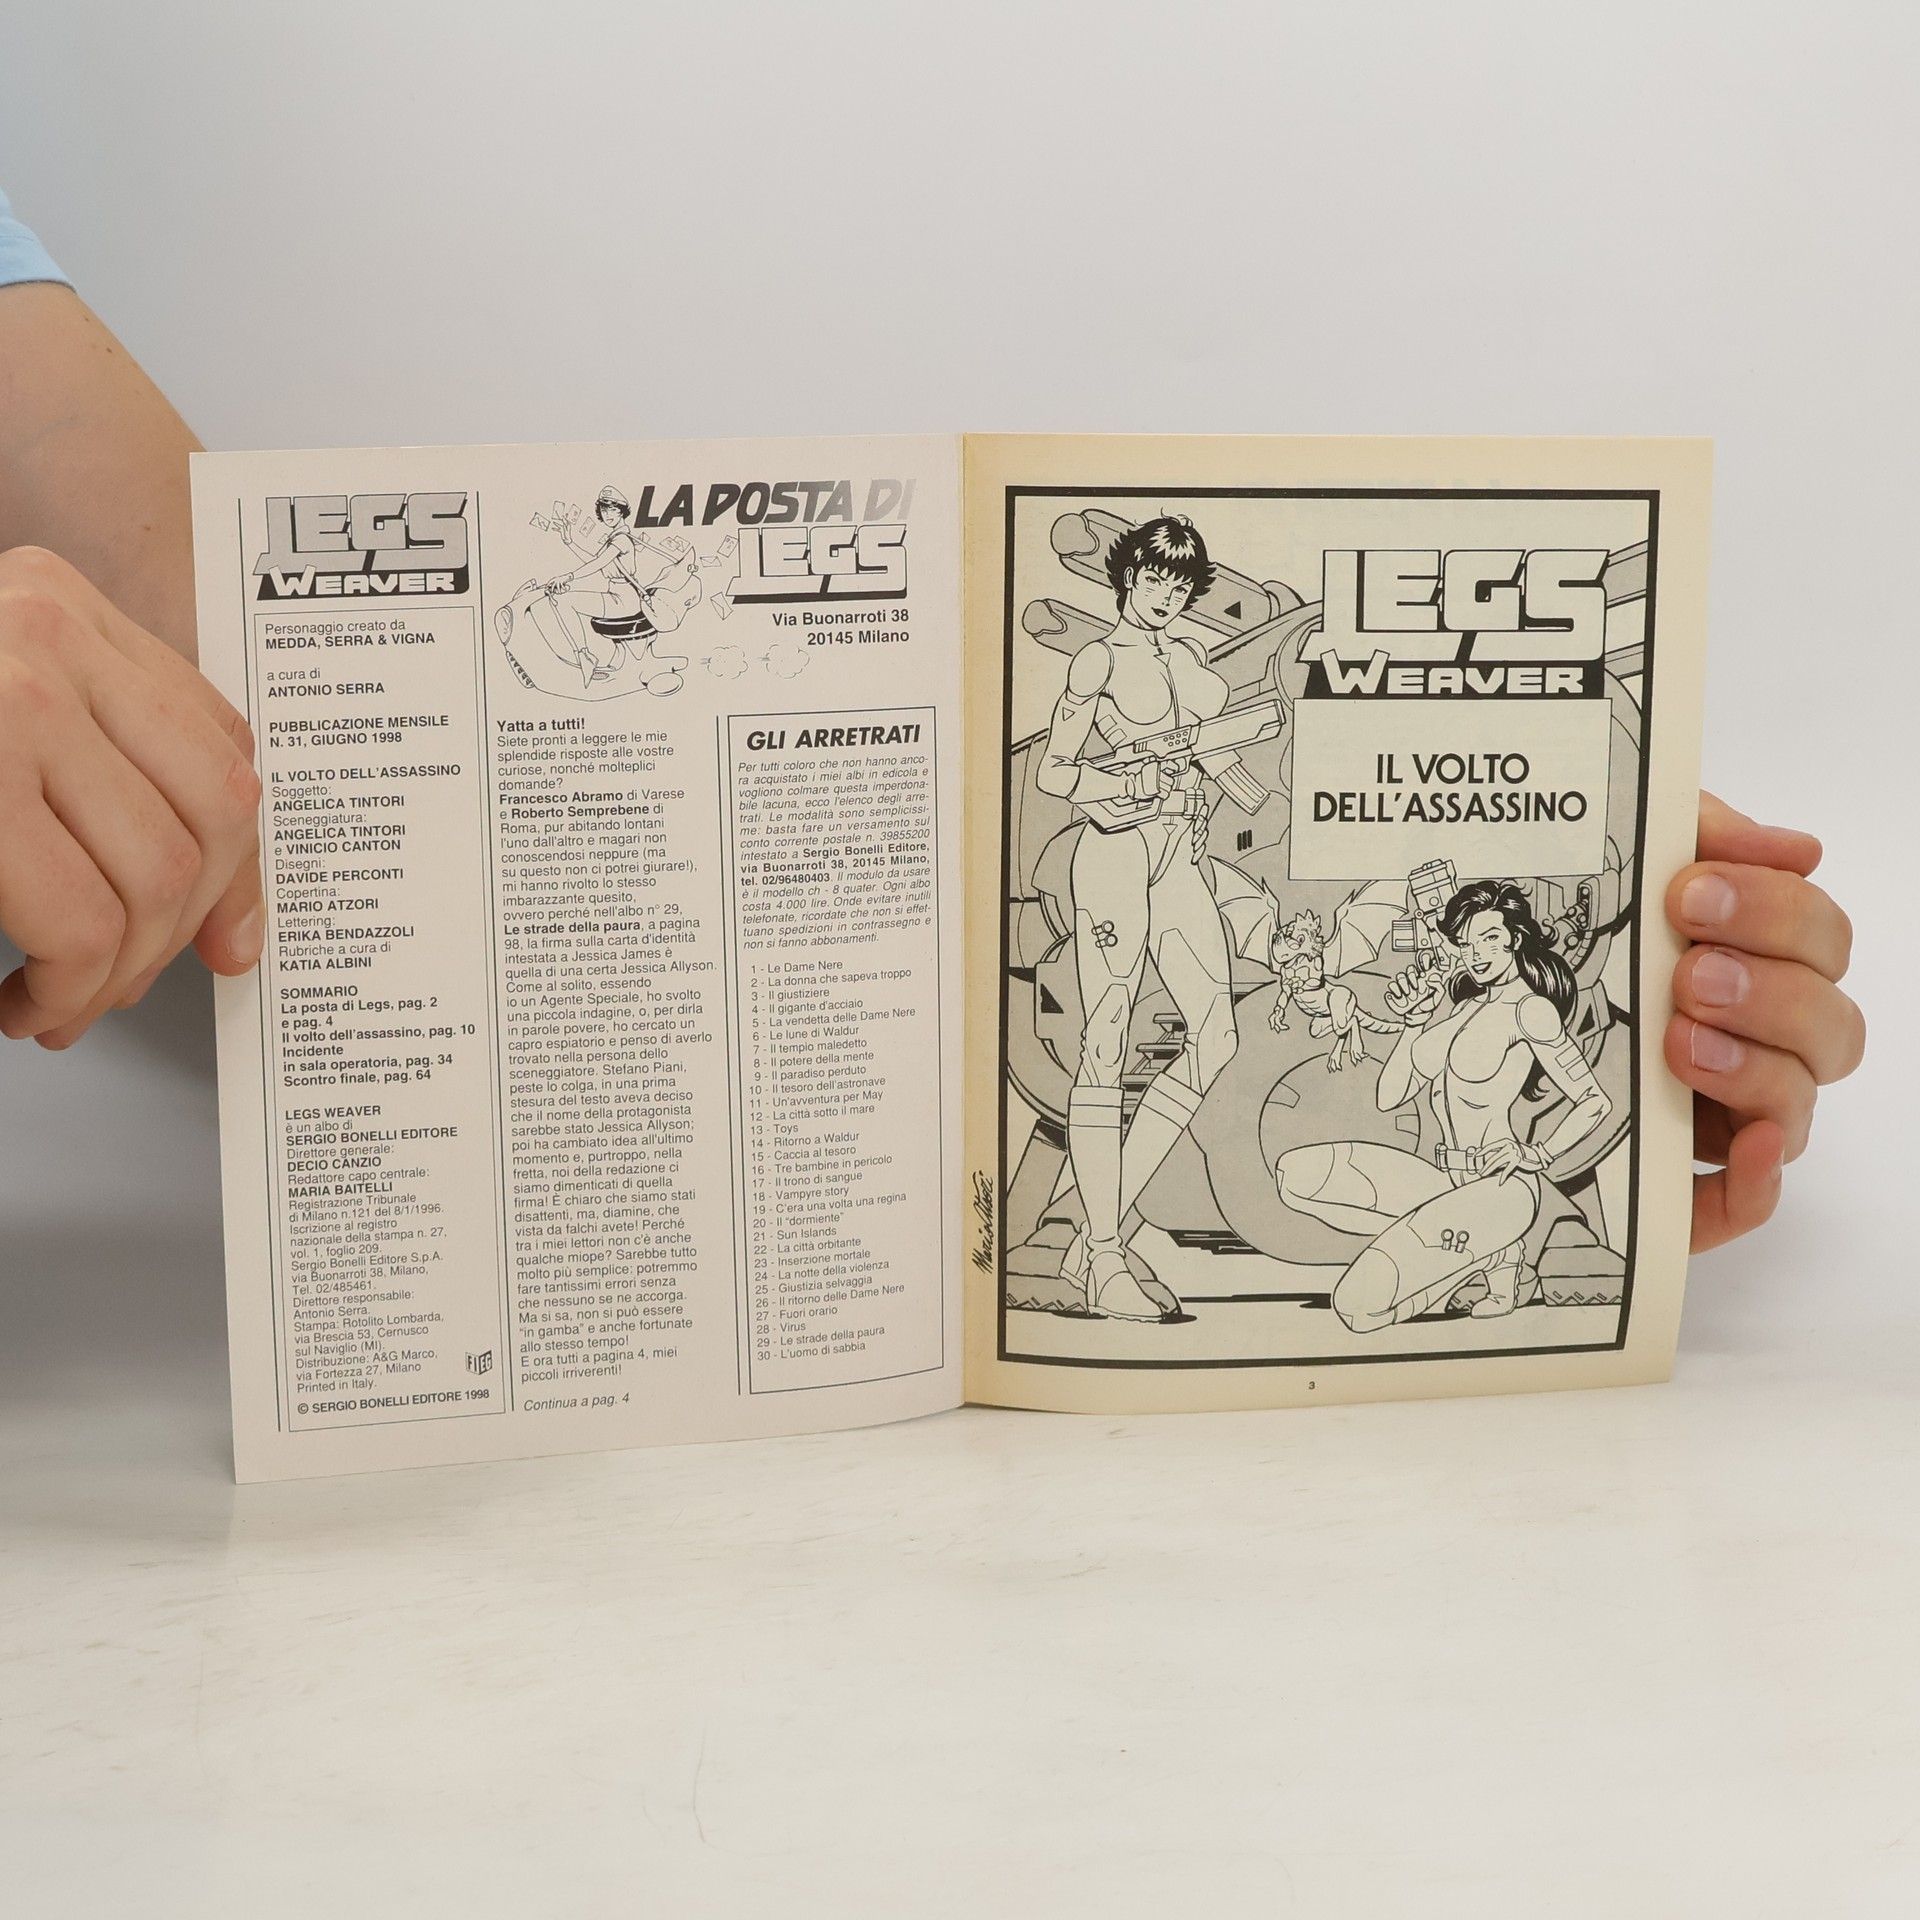 LEGS
WEAVER
Personaggio creato da
MEDDA, SERRA & VIGNA
a cura di
ANTONIO SERRA
PUBBLICAZIONE MENSILE
N. 31, GIUGNO 1998
IL VOLTO DELL'ASSASSINO
Soggetto:
ANGELICA TINTORI
Sceneggiatura:
ANGELICA TINTORI
e VINICIO CANTON
Disegni:
DAVIDE PERCONTI
Copertina:
MARIO ATZORI
Lettering:
ERIKA BENDAZZOLI
Rubriche a cura di
KATIA ALBINI
SOMMARIO
La posta di Legs, pag. 2
e pag. 4
Il volto dell'assassino, pag. 10
Incidente
in sala operatoria, pag. 34
Scontro finale, pag. 64
LEGS WEAVER
è un albo di
SERGIO BONELLI EDITORE
Direttore generale:
DECIO CANZIO
Redattore capo centrale:
MARIA BAITELLI
Registrazione Tribunale
di Milano n.121 del 8/1/1996.
Iscrizione al registro
nazionale della stampa n. 27,
vol. 1, foglio 209.
Sergio Bonelli Editore S.p.A.
via Buonarroti 38, Milano,
Tel. 02/485461.
Direttore responsabile:
Antonio Serra.
Stampa: Rotolito Lombarda,
via Brescia 53, Cernusco
sul Naviglio (MI).
Distribuzione: A&G Marco,
via Fortezza 27, Milano
Printed in Italy.
FIEG
© SERGIO BONELLI EDITORE 1998
LA POSTA DI
LEGS
Via Buonarroti 38
20145 Milano
Yatta a tutti!
Siete pronti a leggere le mie
splendide risposte alle vostre
curiose, nonché molteplici
domande?
Francesco Abramo di Varese
e Roberto Semprebene di
Roma, pur abitando lontani
l'uno dall'altro e magari non
conoscendosi neppure (ma
su questo non ci potrei giurare!),
mi hanno rivolto lo stesso
imbarazzante quesito,
ovvero perché nell'albo n° 29,
Le strade della paura, a pagina
98, la firma sulla carta d'identità
intestata a Jessica James è
quella di una certa Jessica Allyson.
Come al solito, essendo
io un Agente Speciale, ho svolto
una piccola indagine, o, per dirla
in parole povere, ho cercato un
capro espiatorio e penso di averlo
trovato nella persona dello
sceneggiatore. Stefano Piani,
peste lo colga, in una prima
stesura del testo aveva deciso
che il nome della protagonista
sarebbe stato Jessica Allyson;
poi ha cambiato idea all'ultimo
momento e, purtroppo, nella
fretta, noi della redazione ci
siamo dimenticati di quella
firma! È chiaro che siamo stati
disattenti, ma, diamine, che
vista da falchi avete! Perché
tra i miei lettori non c'è anche
qualche miope? Sarebbe tutto
molto più semplice: potremmo
fare tantissimi errori senza
che nessuno se ne accorga.
Ma si sa, non si può essere
"in gamba" e anche fortunate
allo stesso tempo!
E ora tutti a pagina 4, miei
piccoli irriverenti!
Continua a pag. 4
GLI ARRETRATI
Per tutti coloro che non hanno anco-
ra acquistato i miei albi in edicola e
vogliono colmare questa imperdona-
bile lacuna, ecco l'elenco degli arre-
trati. Le modalità sono semplicissi-
me: basta fare un versamento sul
conto corrente postale n. 39855200
intestato a Sergio Bonelli Editore,
via Buonarroti 38, 20145 Milano,
tel. 02/96480403. Il modulo da usare
è il modello ch - 8 quater. Ogni albo
costa 4.000 lire. Onde evitare inutili
telefonate, ricordate che non si effet-
tuano spedizioni in contrassegno e
non si fanno abbonamenti.
1 - Le Dame Nere
2 - La donna che sapeva troppo
3 - Il giustiziere
4 - Il gigante d'acciaio
5 - La vendetta delle Dame Nere
6 - Le lune di Waldur
7 - Il tempio maledetto
8 - Il potere della mente
9 - Il paradiso perduto
10 - Il tesoro dell'astronave
11 - Un'avventura per May
12 - La città sotto il mare
13 - Toys
14 - Ritorno a Waldur
15 - Caccia al tesoro
16 - Tre bambine in pericolo
17 - Il trono di sangue
18 - Vampyre story
19 - C'era una volta una regina
20 - Il "dormiente"
21 - Sun Islands
22 - La città orbitante
23 - Inserzione mortale
24 - La notte della violenza
25 - Giustizia selvaggia
26 - Il ritorno delle Dame Nere
27 - Fuori orario
28 - Virus
29 - Le strade della paura
30 - L'uomo di sabbia
LEGS
WEAVER
IL VOLTO
DELL'ASSASSINO
Mario Atzori
3